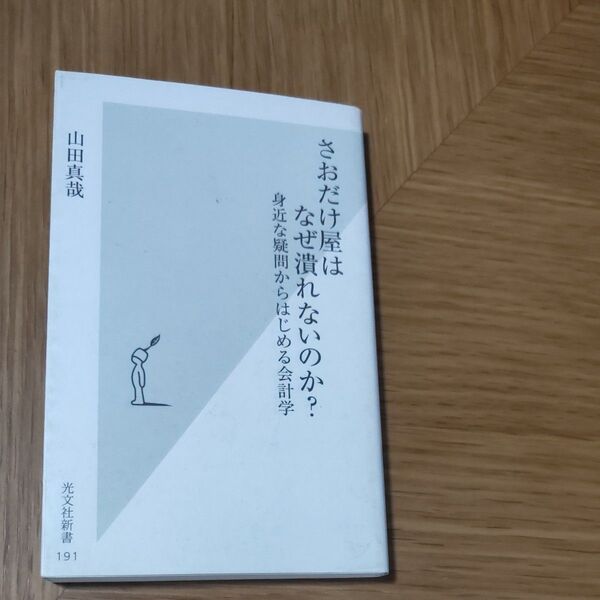 さおだけ屋は
なぜ潰れないのか?
身近な疑問からはじめる会計学
山田真哉
光文社新書
191